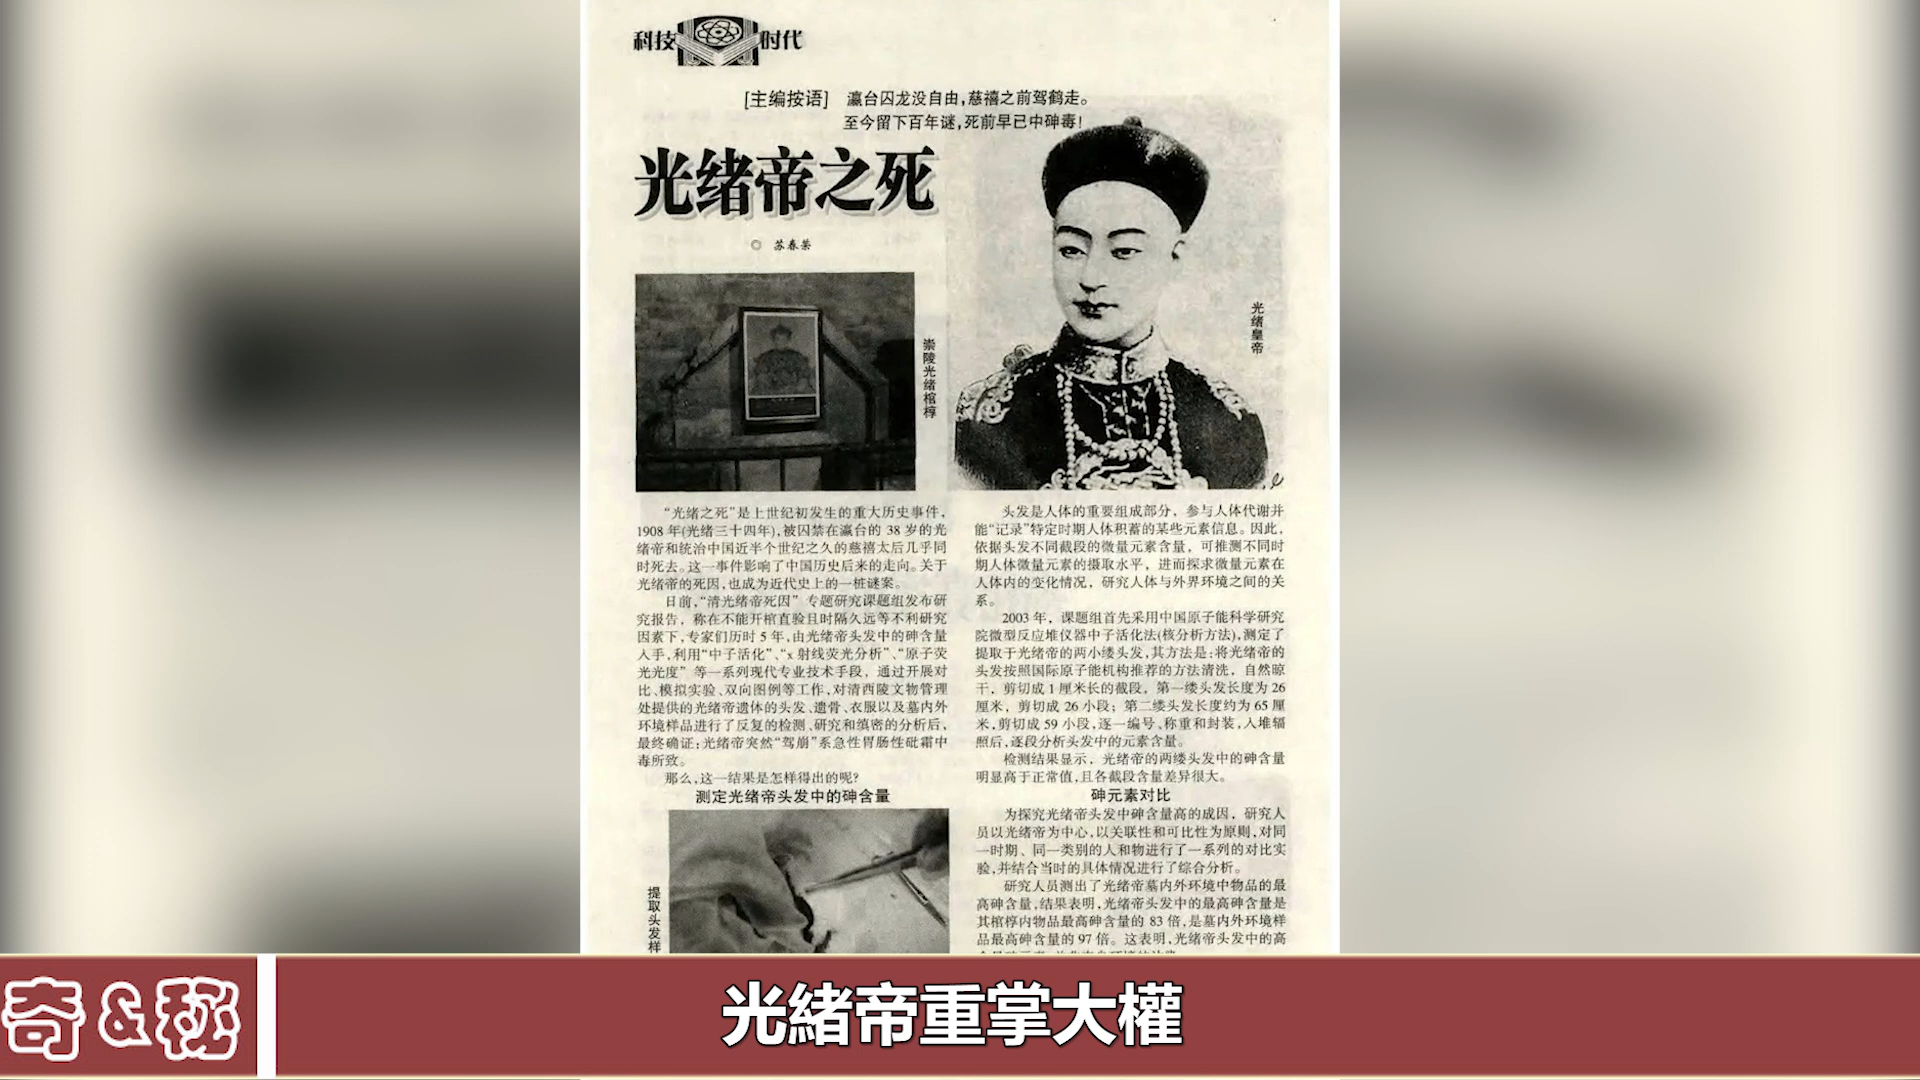 科技时代
[主编按语] 瀛台囚龙没自由,慈禧之前驾鹤走。
至今留下百年谜,死前早已中砷毒!
光绪帝之死
◎ 苏春荣
崇陵光绪棺椁
光绪皇帝
“光绪之死”是上世纪初发生的重大历史事件,
1908 年(光绪三十四年),被囚禁在瀛台的 38 岁的光
绪帝和统治中国近半个世纪之久的慈禧太后几乎同
时死去。这一事件影响了中国历史后来的走向。关于
光绪帝的死因,也成为近代史上的一桩谜案。
日前,“清光绪帝死因”专题研究课题组发布研
究报告,称在不能开棺直验且时隔久远等不利研究
因素下,专家们历时 5 年,由光绪帝头发中的砷含量
入手,利用“中子活化”、“x 射线荧光分析”、“原子荧
光光度”等一系列现代专业技术手段,通过开展对
比、模拟实验、双向图例等工作,对清西陵文物管理
处提供的光绪帝遗体的头发、遗骨、衣服以及墓内外
环境样品进行了反复的检测、研究和缜密的分析后,
最终确证:光绪帝突然“驾崩”系急性胃肠性砒霜中
毒所致。
那么,这一结果是怎样得出的呢?
测定光绪帝头发中的砷含量
提取头发样
头发是人体的重要组成部分,参与人体代谢并
能“记录”特定时期人体积蓄的某些元素信息。因此,
依据头发不同截段的微量元素含量,可推测不同时
期人体微量元素的摄取水平,进而探求微量元素在
人体内的变化情况,研究人体与外界环境之间的关
系。
2003 年,课题组首先采用中国原子能科学研究
院微型反应堆仪器中子活化法(核分析方法),测定了
提取于光绪帝的两小缕头发,其方法是:将光绪帝的
头发按照国际原子能机构推荐的方法清洗,自然晾
干,剪切成 1 厘米长的截段,第一缕头发长度为 26
厘米,剪切成 26 小段;第二缕头发长度约为 65 厘
米,剪切成 59 小段,逐一编号、称重和封装,入堆辐
照后,逐段分析头发中的元素含量。
检测结果显示,光绪帝的两缕头发中的砷含量
明显高于正常值,且各截段含量差异很大。
砷元素对比
为探究光绪帝头发中砷含量高的成因,研究人
员以光绪帝为中心,以关联性和可比性为原则,对同
一时期、同一类别的人和物进行了一系列的对比实
验,并结合当时的具体情况进行了综合分析。
研究人员测出了光绪帝墓内外环境中物品的最
高砷含量,结果表明,光绪帝头发中的最高砷含量是
其棺椁内物品最高砷含量的 83 倍,是墓内外环境样
品最高砷含量的 97 倍。这表明,光绪帝头发中的高
奇&秘
光緒帝重掌大權